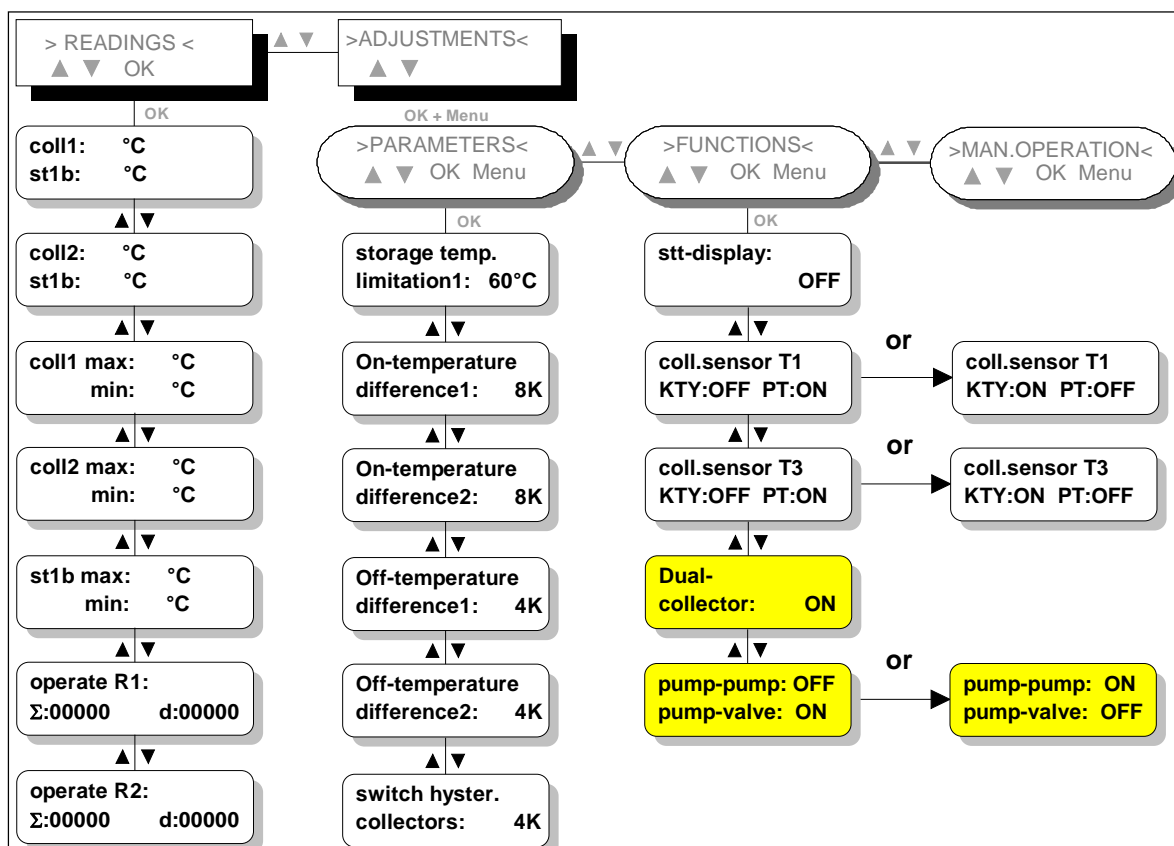 > READINGS <
▲ ▼ OK
▲ ▼
>ADJUSTMENTS<
▲ ▼
OK
coll1: °C
st1b: °C
▲ ▼
coll2: °C
st1b: °C
▲ ▼
coll1 max: °C
min: °C
▲ ▼
coll2 max: °C
min: °C
▲ ▼
st1b max: °C
min: °C
▲ ▼
operate R1:
Σ:00000 d:00000
▲ ▼
operate R2:
Σ:00000 d:00000
OK + Menu
>PARAMETERS<
▲ ▼ OK Menu
▲ ▼
>FUNCTIONS<
▲ ▼ OK Menu
▲ ▼
>MAN.OPERATION<
▲ ▼ OK Menu
OK
storage temp.
limitation1: 60°C
▲ ▼
On-temperature
difference1: 8K
▲ ▼
On-temperature
difference2: 8K
▲ ▼
Off-temperature
difference1: 4K
▲ ▼
Off-temperature
difference2: 4K
▲ ▼
switch hyster.
collectors: 4K
OK
stt-display:
OFF
▲ ▼
coll.sensor T1
KTY:OFF PT:ON
or
coll.sensor T1
KTY:ON PT:OFF
▲ ▼
coll.sensor T3
KTY:OFF PT:ON
or
coll.sensor T3
KTY:ON PT:OFF
▲ ▼
Dual-
collector: ON
▲ ▼
pump-pump: OFF
pump-valve: ON
or
pump-pump: ON
pump-valve: OFF